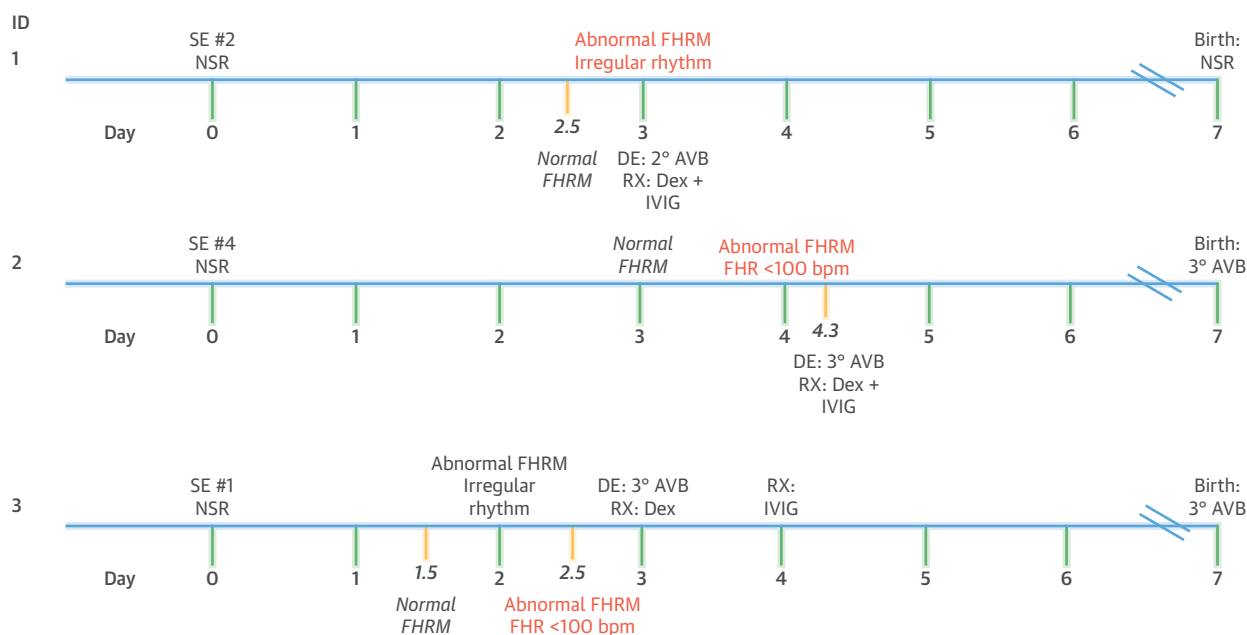 ID
1
SE #2
NSR
Abnormal FHRM
Irregular rhythm
Birth:
NSR
Day 0 1 2 2.5 3 4 5 6 7
Normal
FHRM
DE: 2° AVB
RX: Dex +
IVIG
2
SE #4
NSR
Normal
FHRM
Abnormal FHRM
FHR <100 bpm
Birth:
3° AVB
Day 0 1 2 3 4 4.3 5 6 7
DE: 3° AVB
RX: Dex +
IVIG
3
SE #1
NSR
Abnormal FHRM
Irregular
rhythm
DE: 3° AVB
RX: Dex
RX:
IVIG
Birth:
3° AVB
Day 0 1 1.5 2 2.5 3 4 5 6 7
Normal
FHRM
Abnormal FHRM
FHR <100 bpm